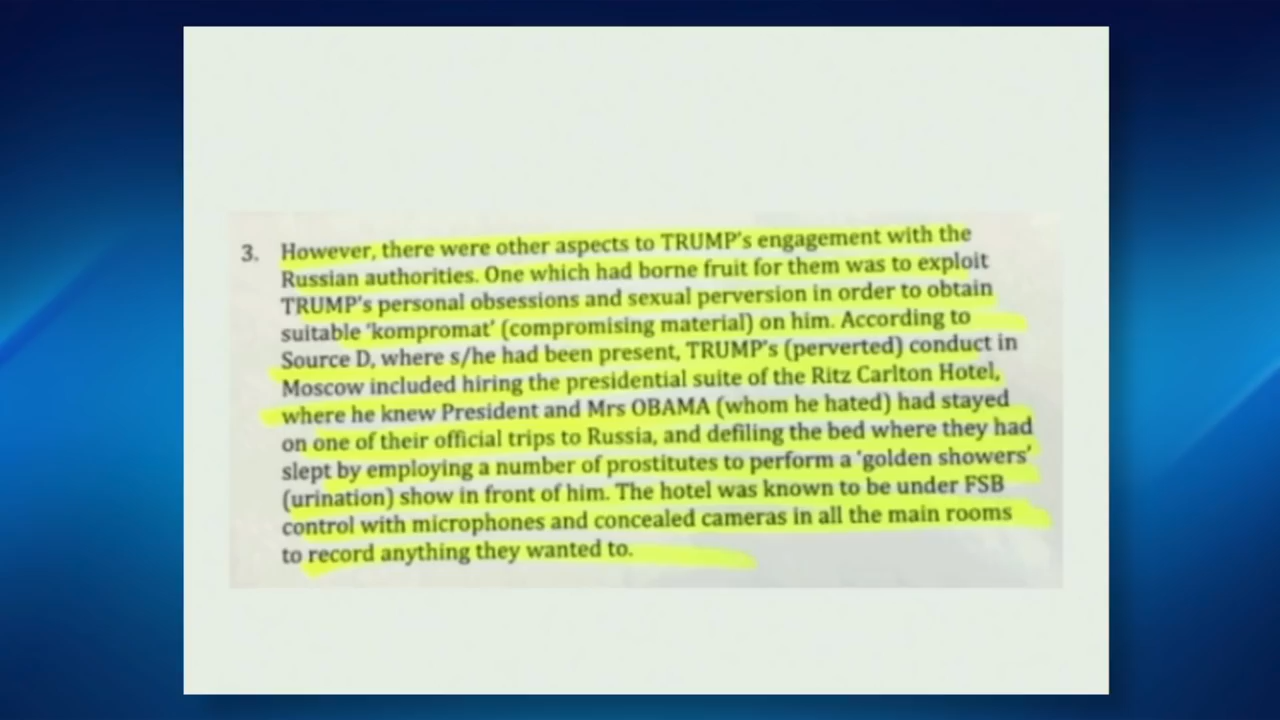 3. However, there were other aspects to TRUMP's engagement with the
Russian authorities. One which had borne fruit for them was to exploit
TRUMP's personal obsessions and sexual perversion in order to obtain
suitable 'kompromat' (compromising material) on him. According to
Source D, where s/he had been present, TRUMP's (perverted) conduct in
Moscow included hiring the presidential suite of the Ritz Carlton Hotel,
where he knew President and Mrs OBAMA (whom he hated) had stayed
on one of their official trips to Russia, and defiling the bed where they had
slept by employing a number of prostitutes to perform a 'golden showers'
(urination) show in front of him. The hotel was known to be under FSB
control with microphones and concealed cameras in all the main rooms
to record anything they wanted to.